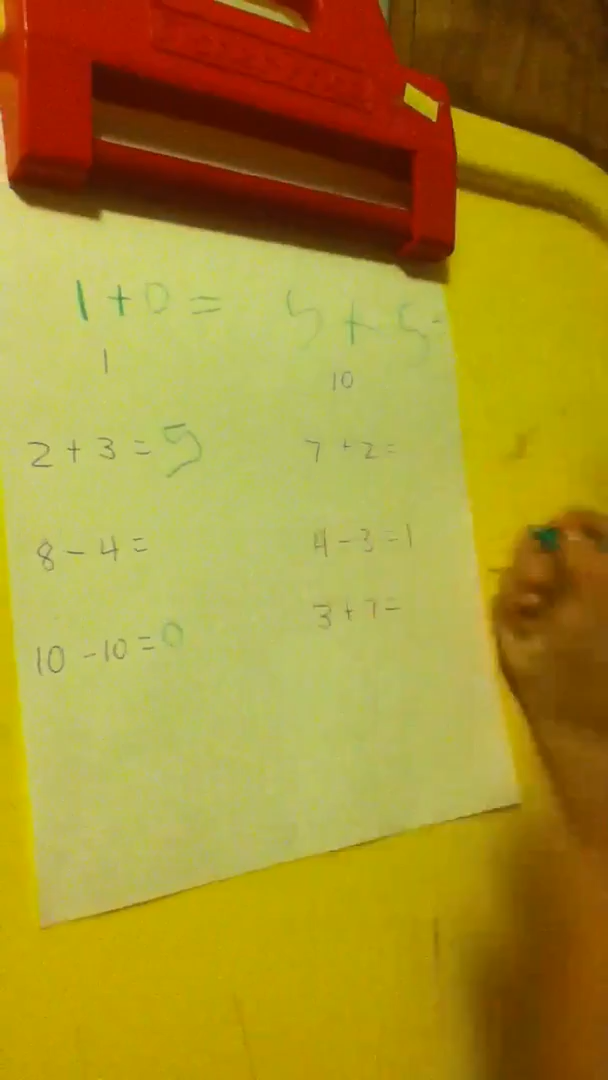 1 + 0 = 5 + 5 =
1 10
2 + 3 = 5 7 + 2 =
8 - 4 = 4 - 3 = 1
10 - 10 = 0 3 + 7 =